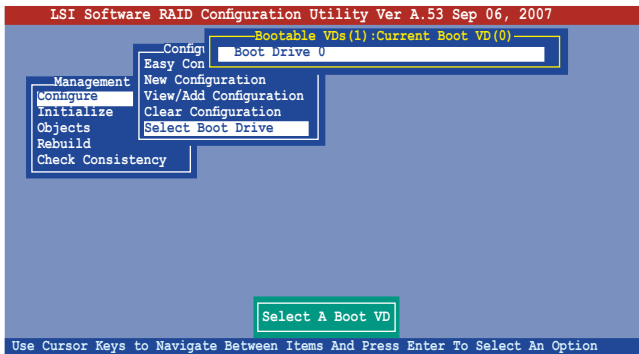 LSI Software RAID Configuration Utility Ver A.53 Sep 06, 2007
Bootable VDs(1):Current Boot VD(0)
Boot Drive 0
Configu
Easy Con
New Configuration
View/Add Configuration
Clear Configuration
Select Boot Drive
Management
Configure
Initialize
Objects
Rebuild
Check Consistency
Select A Boot VD
Use Cursor Keys to Navigate Between Items And Press Enter To Select An Option